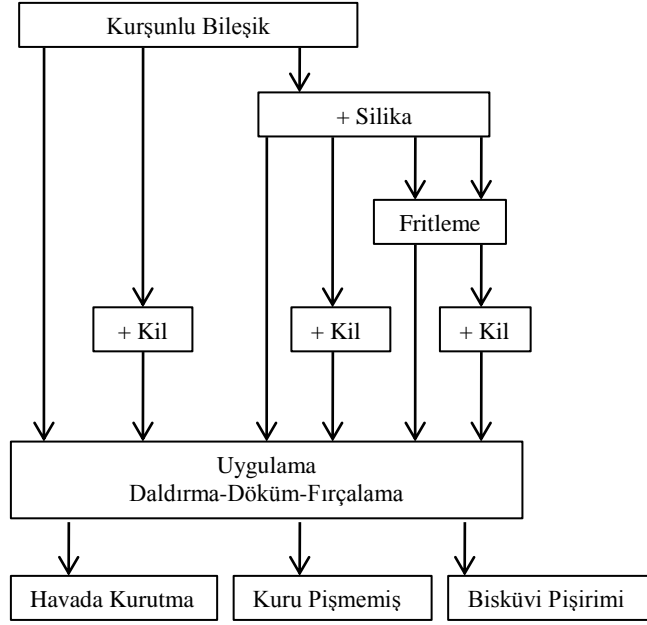 Kurşunlu Bileşik
+ Silika
Fritleme
+ Kil
+ Kil
+ Kil
Uygulama
Daldırma-Döküm-Fırçalama
Havada Kurutma
Kuru Pişmemiş
Bisküvi Pişirimi